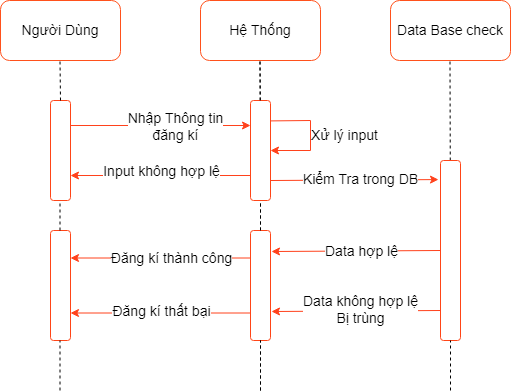 Người Dùng
Hệ Thống
Data Base check
Nhập Thông tin
đăng kí
Xử lý input
Input không hợp lệ
Kiểm Tra trong DB
Data hợp lệ
Đăng kí thành công
Data không hợp lệ
Bị trùng
Đăng kí thất bại